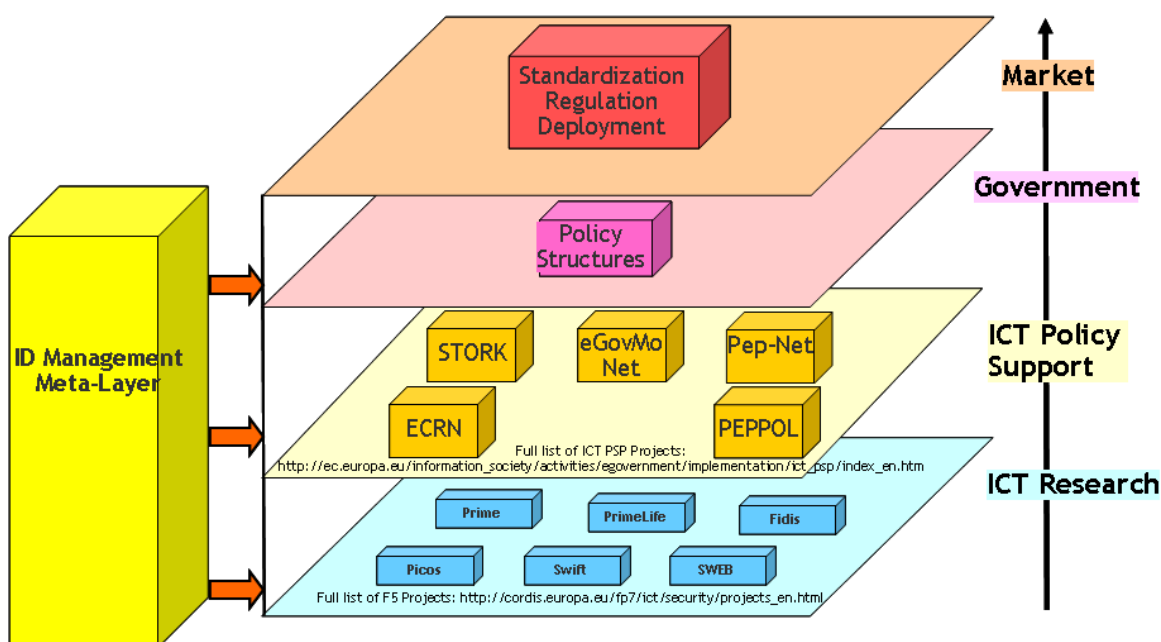 Standardization
Regulation
Deployment
Market
Government
Policy
Structures
ID Management
Meta-Layer
STORK
eGovMo
Net
Pep-Net
ICT Policy
Support
ECRN
PEPPOL
Full list of ICT PSP Projects:
http://ec.europa.eu/information_society/activities/egovernment/implementation/ict_psp/index_en.htm
ICT Research
Prime
PrimeLife
Fidis
Picos
Swift
SWEB
Full list of F5 Projects: http://cordis.europa.eu/fp7/ict/security/projects_en.html